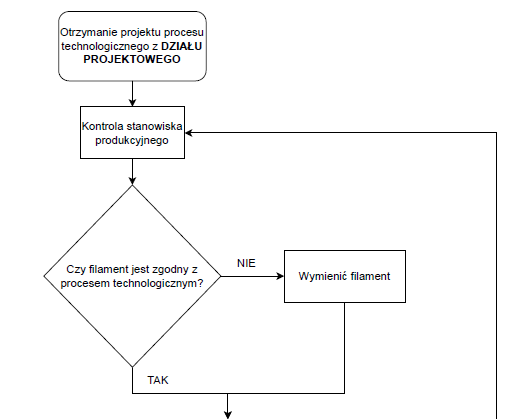 Otrzymanie projektu procesu
technologicznego z DZIAŁU
PROJEKTOWEGO
Kontrola stanowiska
produkcyjnego
Czy filament jest zgodny z
procesem technologicznym?
NIE
Wymienić filament
TAK